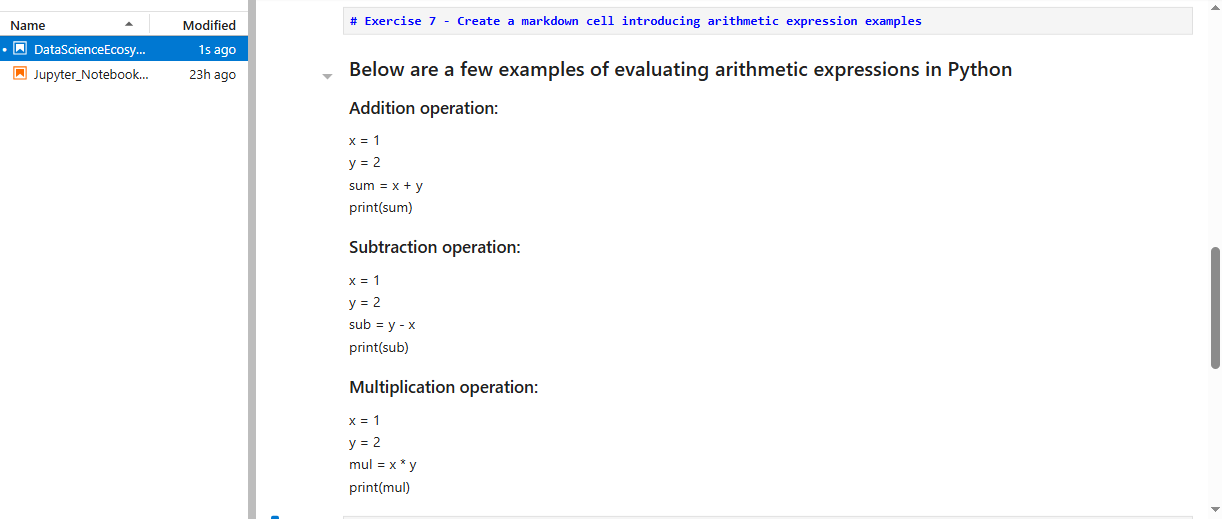 Name Modified
DataScienceEcosy... 1s ago
Jupyter_Notebook... 23h ago
# Exercise 7 - Create a markdown cell introducing arithmetic expression examples
Below are a few examples of evaluating arithmetic expressions in Python
Addition operation:
x = 1
y = 2
sum = x + y
print(sum)
Subtraction operation:
x = 1
y = 2
sub = y - x
print(sub)
Multiplication operation:
x = 1
y = 2
mul = x * y
print(mul)